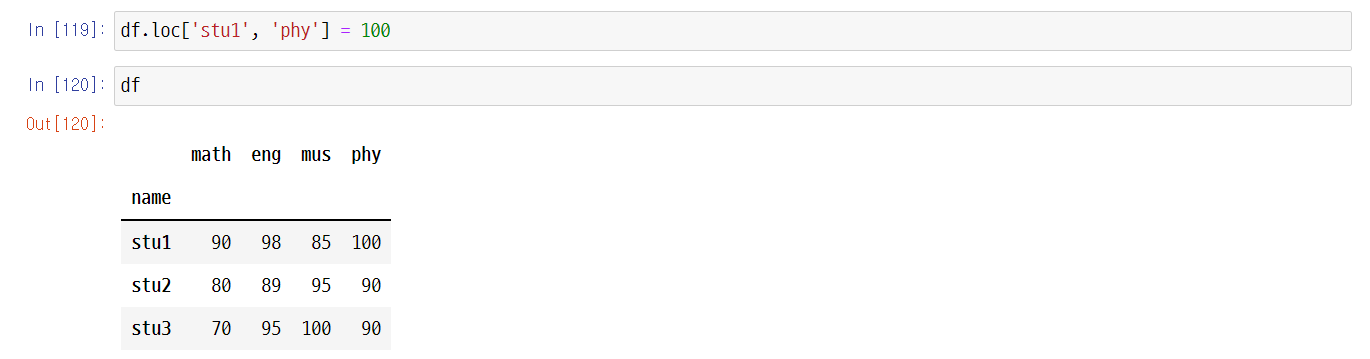 In [119]: df.loc['stu1', 'phy'] = 100
In [120]: df
Out[120]:
math eng mus phy
name
stu1 90 98 85 100
stu2 80 89 95 90
stu3 70 95 100 90